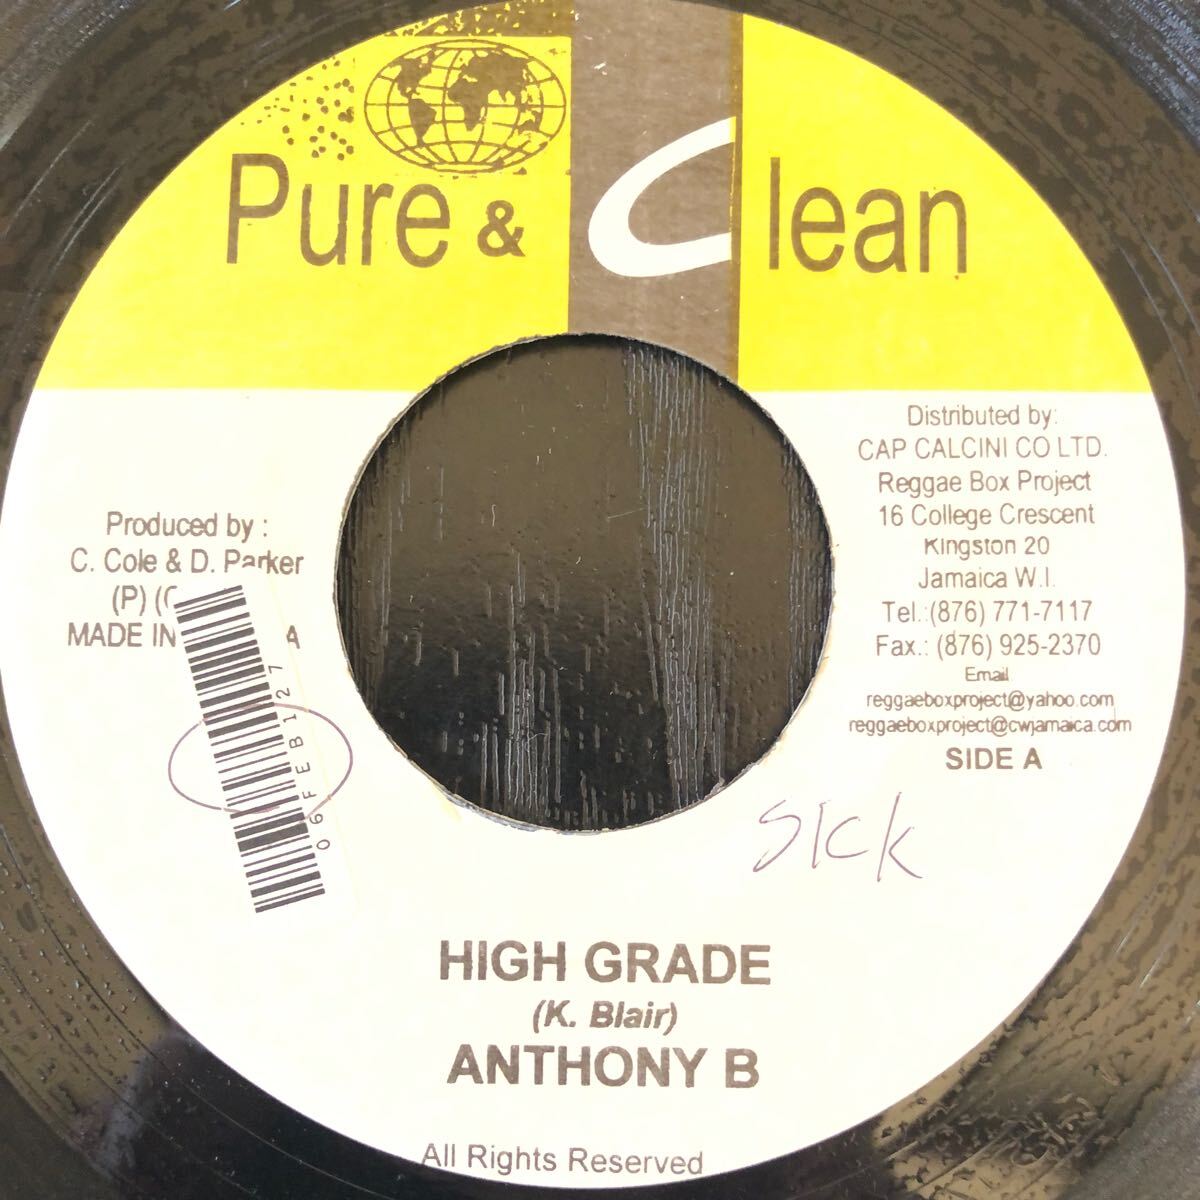 Pure & Clean
Distributed by:
CAP CALCINI CO LTD.
Reggae Box Project
16 College Crescent
Kingston 20
Jamaica W.I.
Tel.:(876) 771-7117
Fax.: (876) 925-2370
Email
reggaeboxproject@yahoo.com
reggaeboxproject@cwjamaica.com
SIDE A
Produced by :
C. Cole & D. Parker
(P)
MADE IN
06FEB127
SICK
HIGH GRADE
(K. Blair)
ANTHONY B
All Rights Reserved